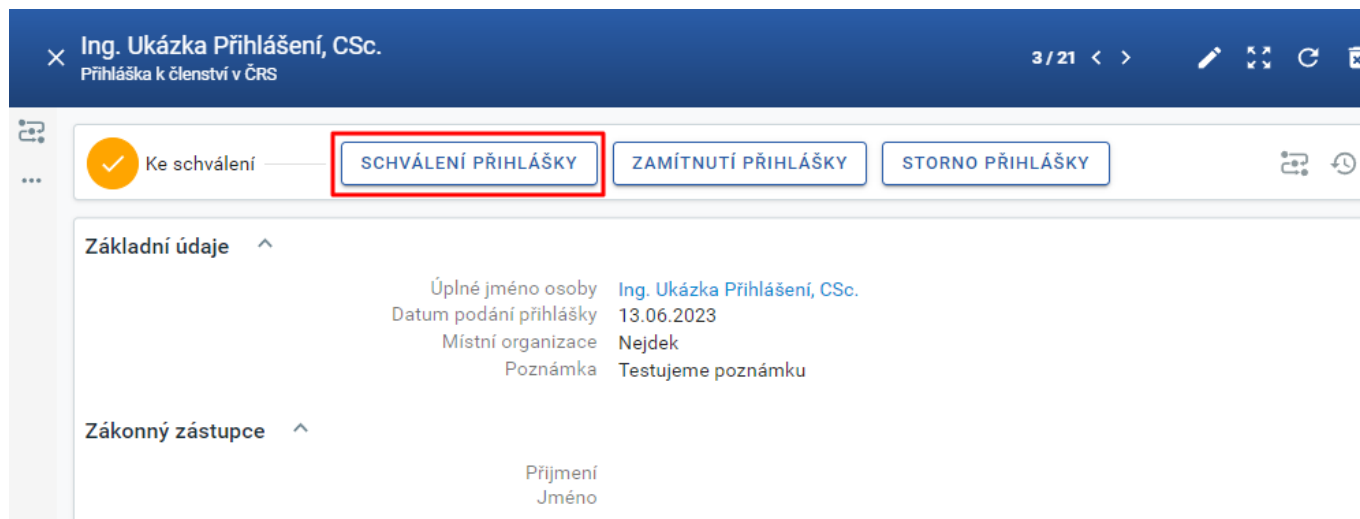 Ing. Ukázka Přihlášení, CSc.
Přihláška k členství v ČRS
3 / 21
Ke schválení
SCHVÁLENÍ PŘIHLÁŠKY
ZAMÍTNUTÍ PŘIHLÁŠKY
STORNO PŘIHLÁŠKY
Základní údaje
Úplné jméno osoby Ing. Ukázka Přihlášení, CSc.
Datum podání přihlášky 13.06.2023
Místní organizace Nejdek
Poznámka Testujeme poznámku
Zákonný zástupce
Přijmení
Jméno